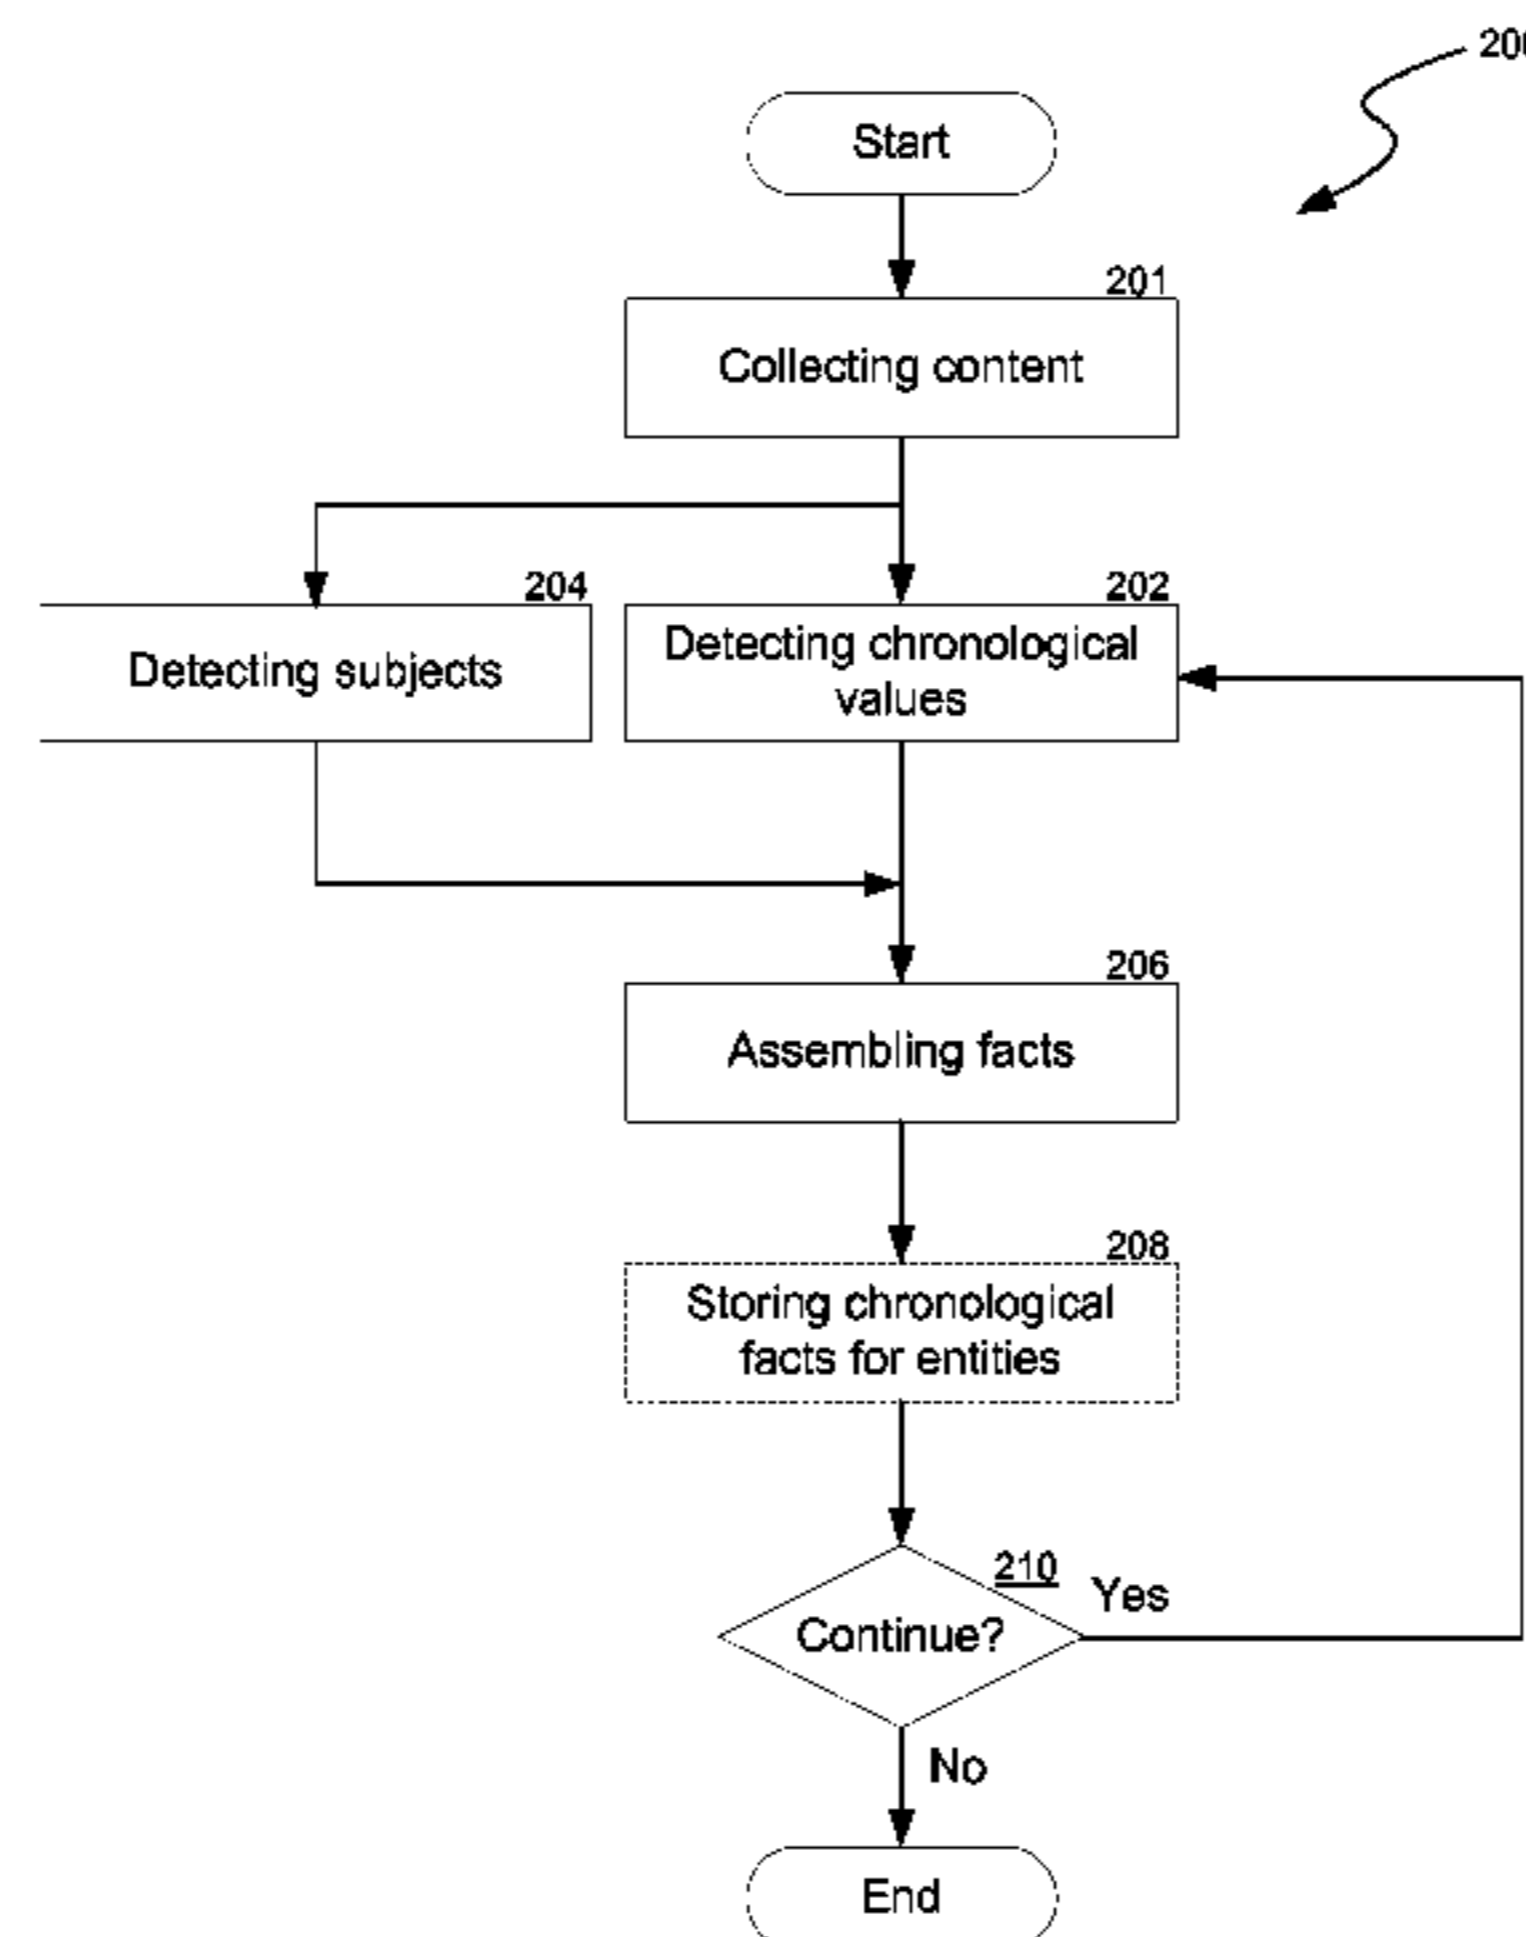 200
Start
201
Collecting content
204
Detecting subjects
202
Detecting chronological
values
206
Assembling facts
208
Storing chronological
facts for entities
210
Continue?
Yes
No
End